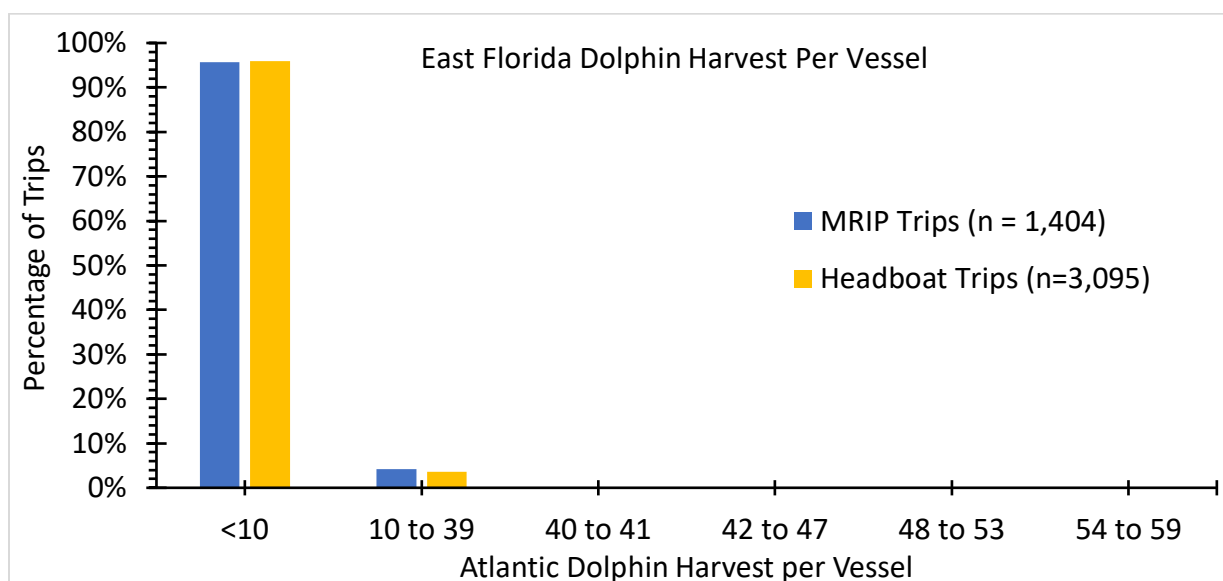 East Florida Dolphin Harvest Per Vessel
100%
90%
80%
70%
60%
50%
40%
30%
20%
10%
0%
Percentage of Trips
MRIP Trips (n = 1,404)
Headboat Trips (n=3,095)
<10 10 to 39 40 to 41 42 to 47 48 to 53 54 to 59
Atlantic Dolphin Harvest per Vessel